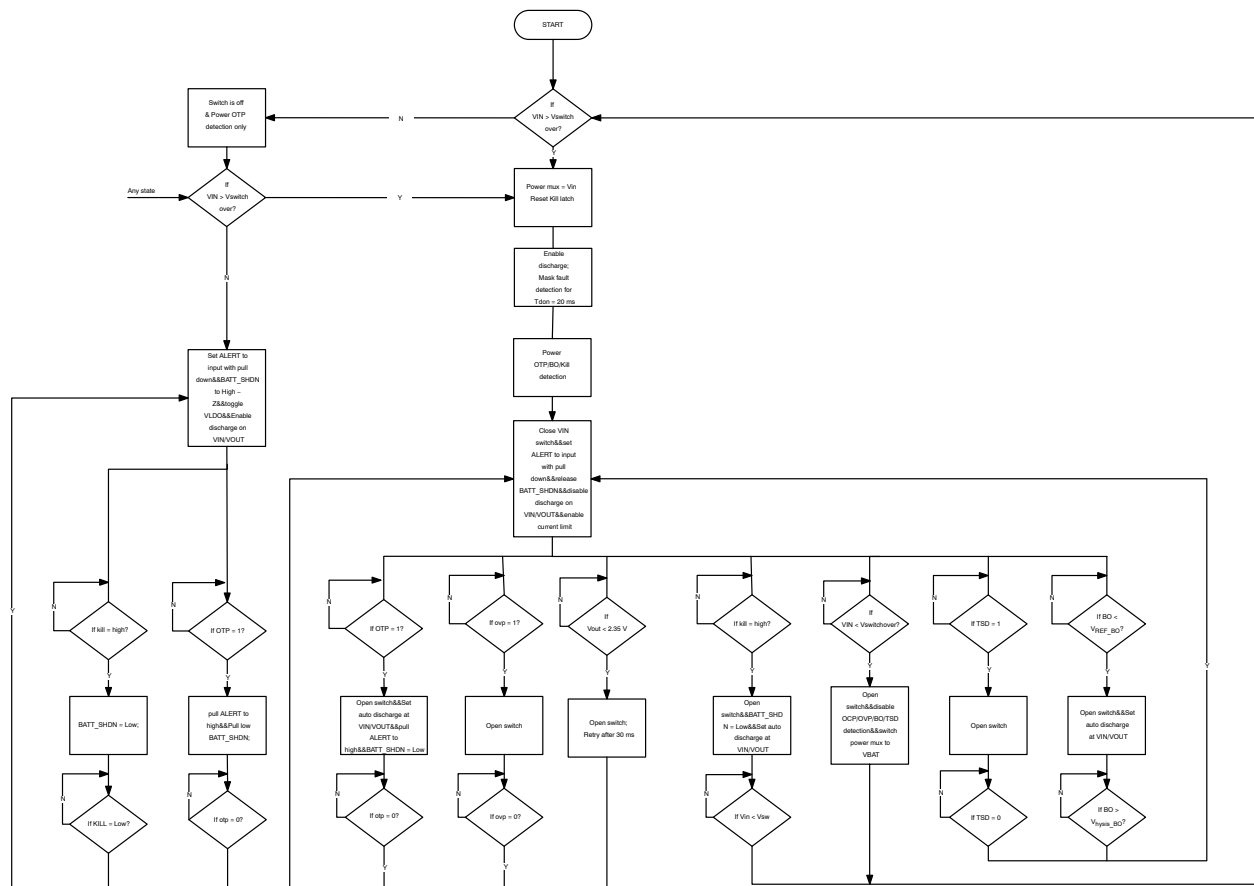 START
If
VIN > Vswitch
over?
N
Y
Switch is off
& Power OTP
detection only
Any state
If
VIN > Vswitch
over?
Y
N
Power mux = Vin
Reset Kill latch
Enable
discharge;
Mask fault
detection for
Tdon = 20 ms
Power
OTP/BO/Kill
detection
Set ALERT to
input with pull
down&&BATT_SHDN
to High –
Z&&toggle
VLDO&&Enable
discharge on
VIN/VOUT
Close VIN
switch&&set
ALERT to input
with pull
down&&release
BATT_SHDN&&disable
discharge on
VIN/VOUT&&enable
current limit
Y
N
If kill = high?
Y
BATT_SHDN = Low;
N
If KILL = Low?
N
If OTP = 1?
Y
pull ALERT to
high&&Pull low
BATT_SHDN;
N
If otp = 0?
N
If OTP = 1?
Y
Open switch&&Set
auto discharge at
VIN/VOUT&&pull
ALERT to
high&&BATT_SHDN = Low
N
If otp = 0?
Y
N
If ovp = 1?
Y
Open switch
N
If ovp = 0?
Y
N
If
Vout < 2.35 V
Y
Open switch;
Retry after 30 ms
N
If kill = high?
Y
Open
switch&&BATT_SHD
N = Low&&Set auto
discharge at
VIN/VOUT
N
If Vin < Vsw
N
If
VIN < Vswitchover?
Y
Open
switch&&disable
OCP/OVP/BO/TSD
detection&&switch
power mux to
VBAT
N
If TSD = 1
Y
Open switch
N
If TSD = 0
N
If BO <
VREF_BO?
Y
Open switch&&Set
auto discharge
at VIN/VOUT
N
If BO >
Vhysis_BO?
Y